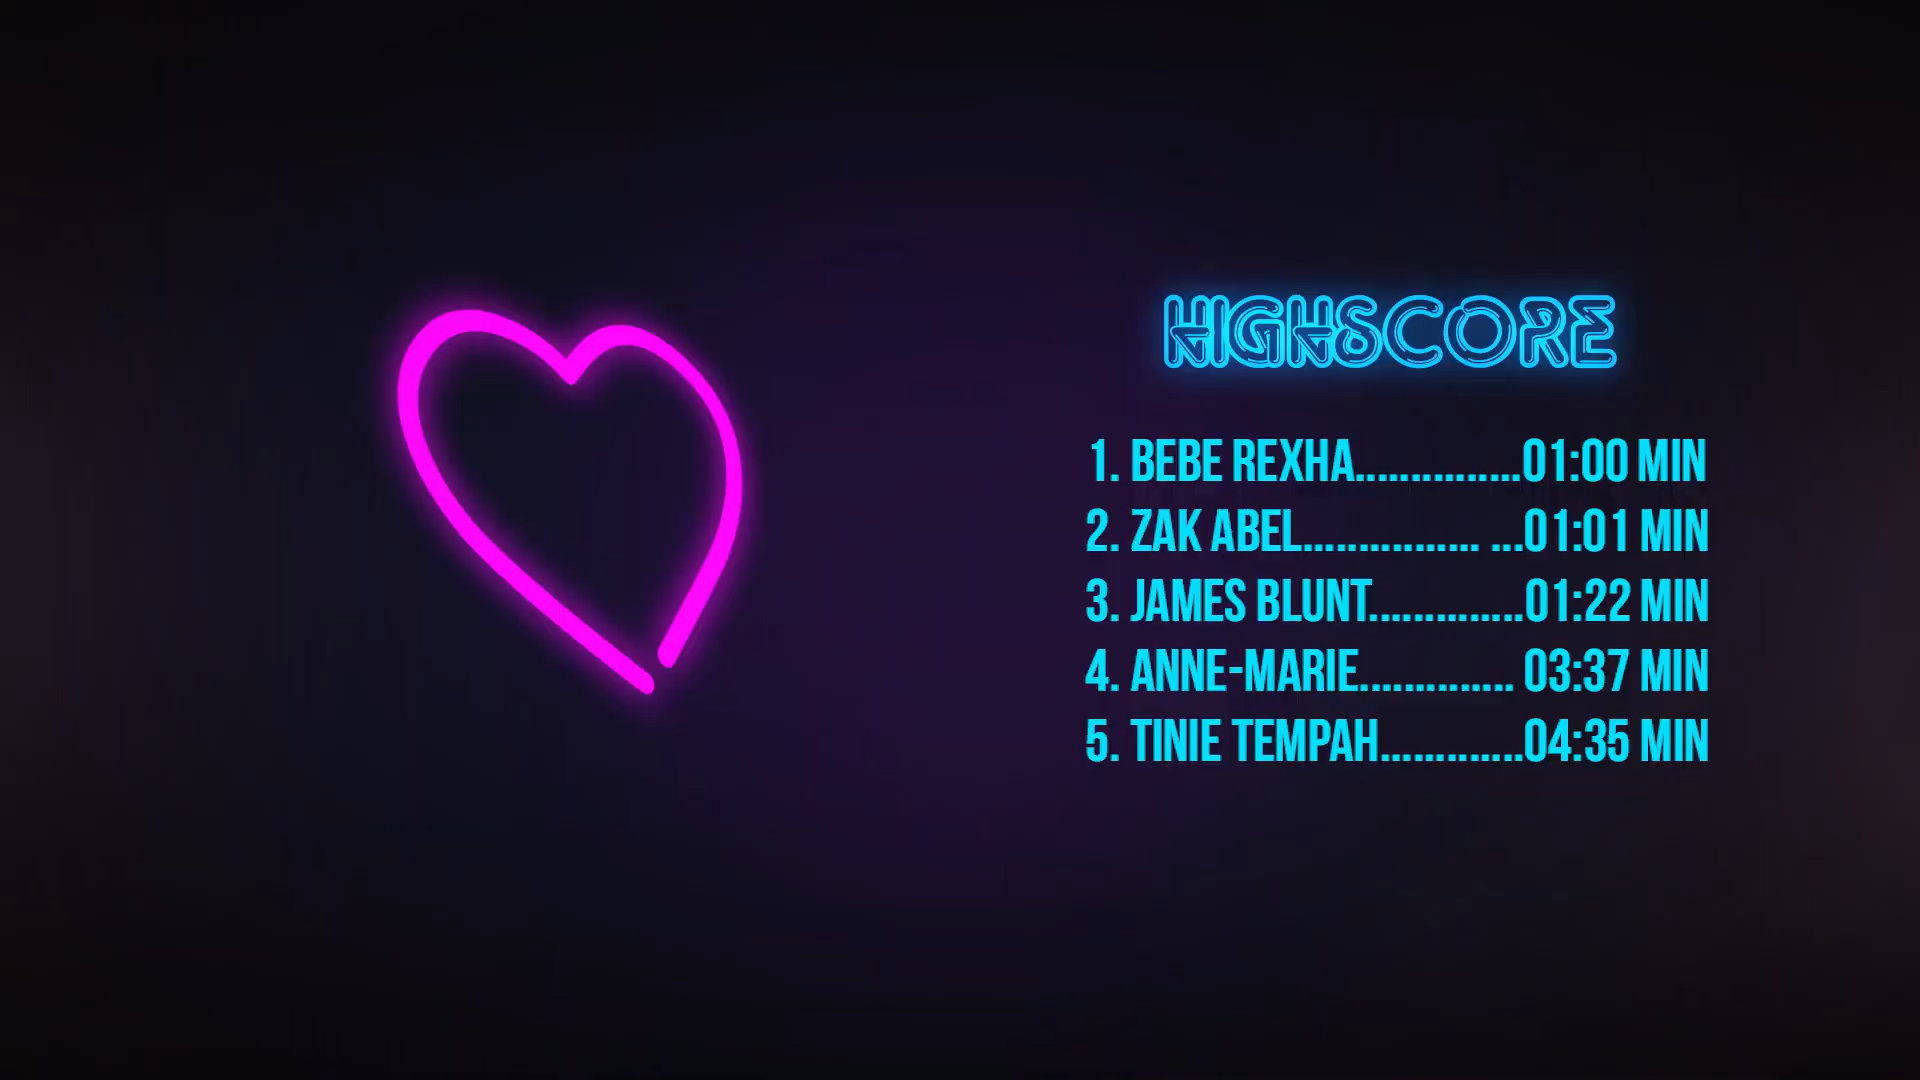 HIGHSCORE
1. BEBE REXHA...............01:00 MIN
2. ZAK ABEL................ ...01:01 MIN
3. JAMES BLUNT..............01:22 MIN
4. ANNE-MARIE.............. 03:37 MIN
5. TINIE TEMPAH.............04:35 MIN